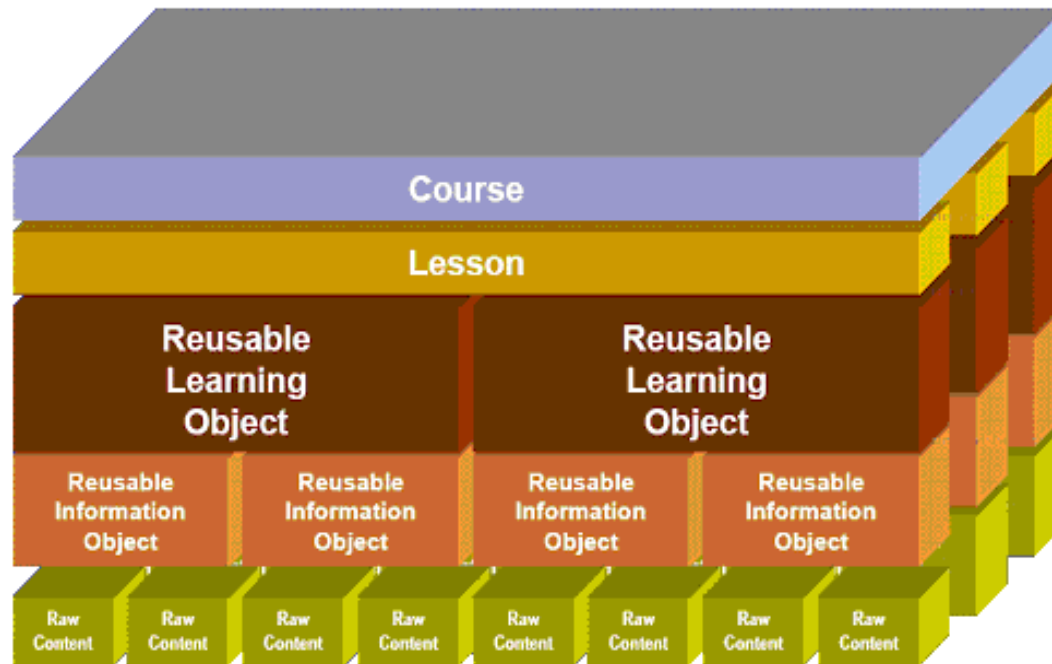 Course
Lesson
Reusable
Learning
Object
Reusable
Learning
Object
Reusable
Information
Object
Reusable
Information
Object
Reusable
Information
Object
Reusable
Information
Object
Raw
Content
Raw
Content
Raw
Content
Raw
Content
Raw
Content
Raw
Content
Raw
Content
Raw
Content